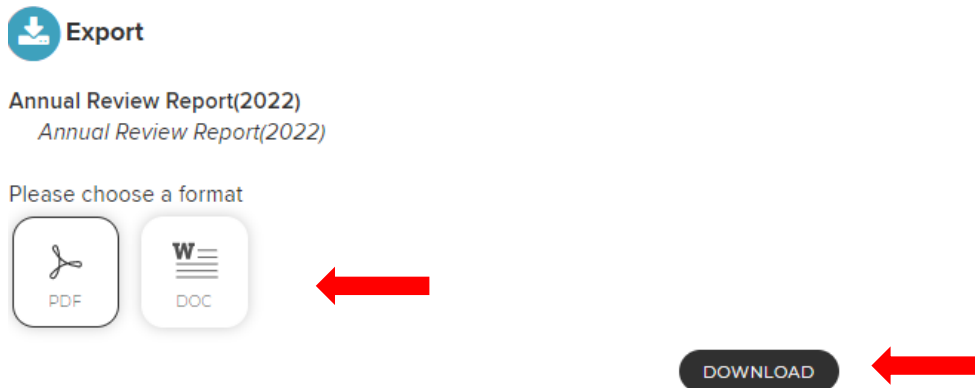 Export
Annual Review Report(2022)
Annual Review Report(2022)
Please choose a format
W
PDF DOC
DOWNLOAD